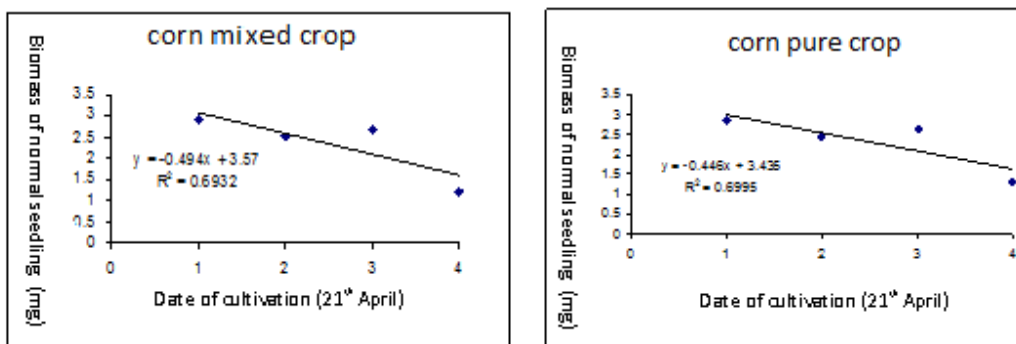 corn mixed crop
Biomass of normal seedling (mg)
3.5
3
2.5
2
1.5
1
0.5
0
y = -0.494x + 3.57
R² = 0.6932
0 1 2 3 4
Date of cultivation (21ᵗʰ April)
corn pure crop
Biomass of normal seedling (mg)
3.5
3
2.5
2
1.5
1
0.5
0
y = -0.446x + 3.435
R² = 0.6995
0 1 2 3 4
Date of cultivation (21ᵗʰ April)